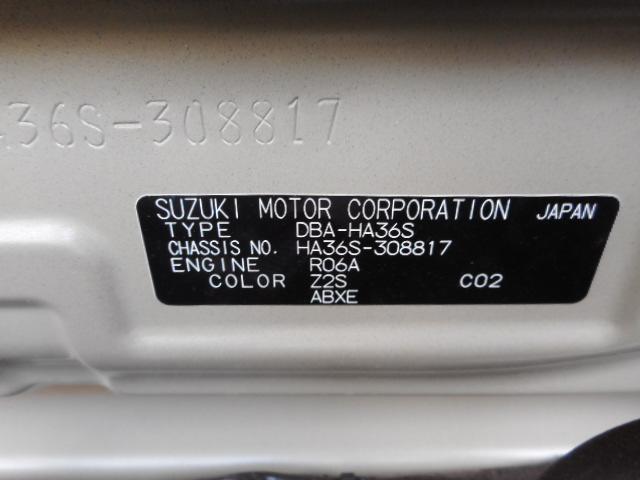 36S-308817
SUZUKI MOTOR CORPORATION JAPAN
TYPE DBA-HA36S
CHASSIS NO. HA36S-308817
ENGINE R06A
COLOR Z2S C02
ABXE